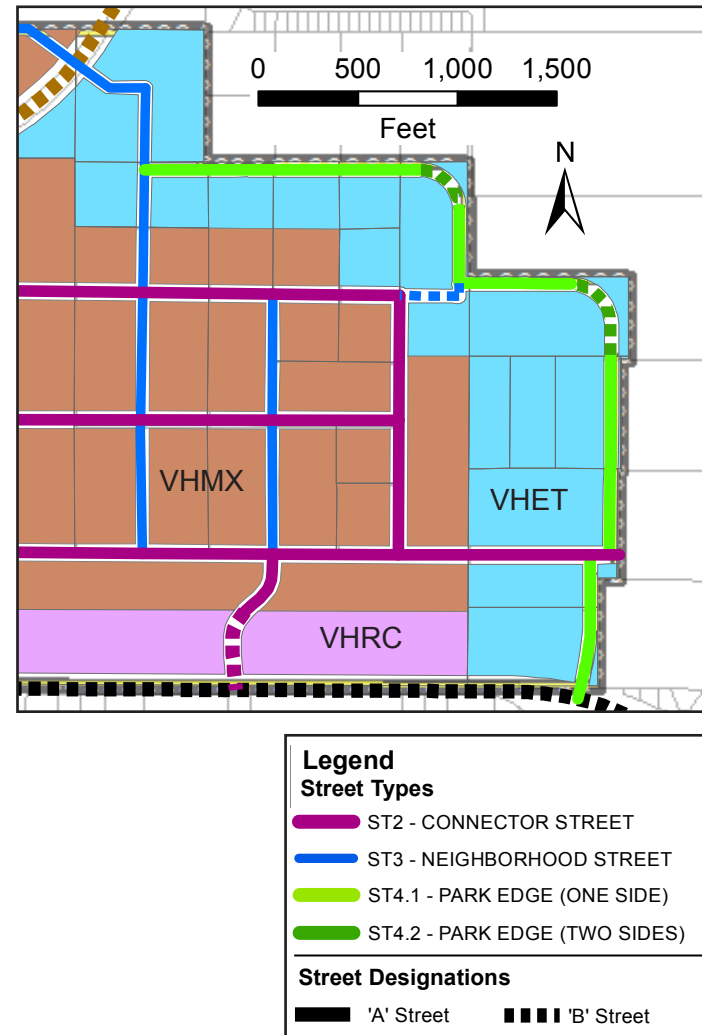 0 500 1,000 1,500
Feet
N
VHMX
VHET
VHRC
Legend
Street Types
ST2 - CONNECTOR STREET
ST3 - NEIGHBORHOOD STREET
ST4.1 - PARK EDGE (ONE SIDE)
ST4.2 - PARK EDGE (TWO SIDES)
Street Designations
'A' Street 'B' Street